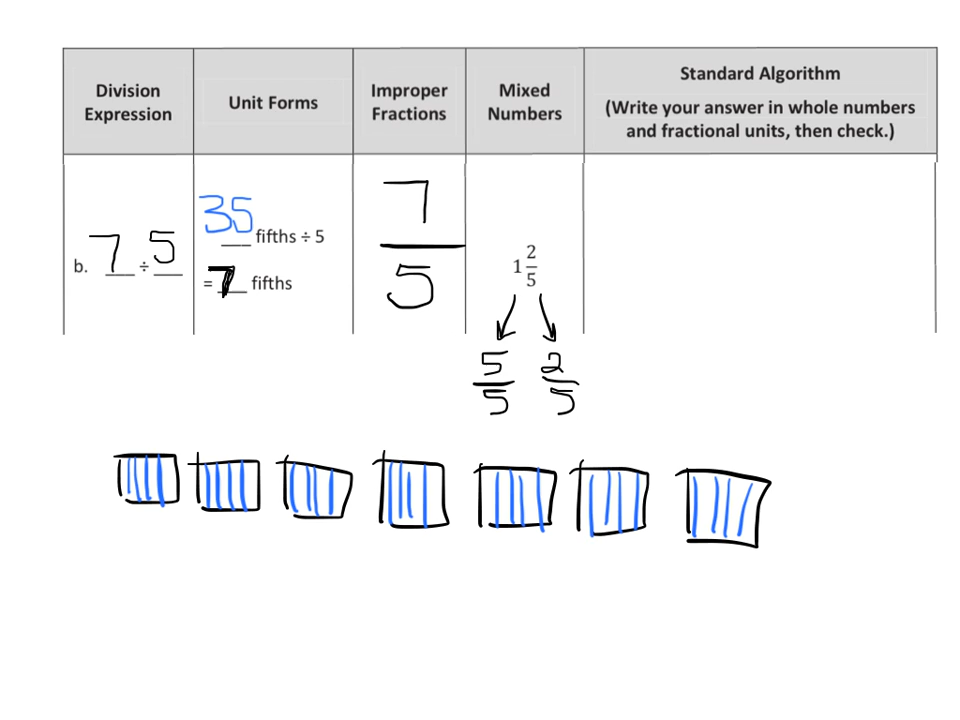 Division Expression
Unit Forms
Improper Fractions
Mixed Numbers
Standard Algorithm
(Write your answer in whole numbers
and fractional units, then check.)
b. 7 ÷ 5
35 fifths ÷ 5
= 7 fifths
7
5
1 2/5
5/5 2/5